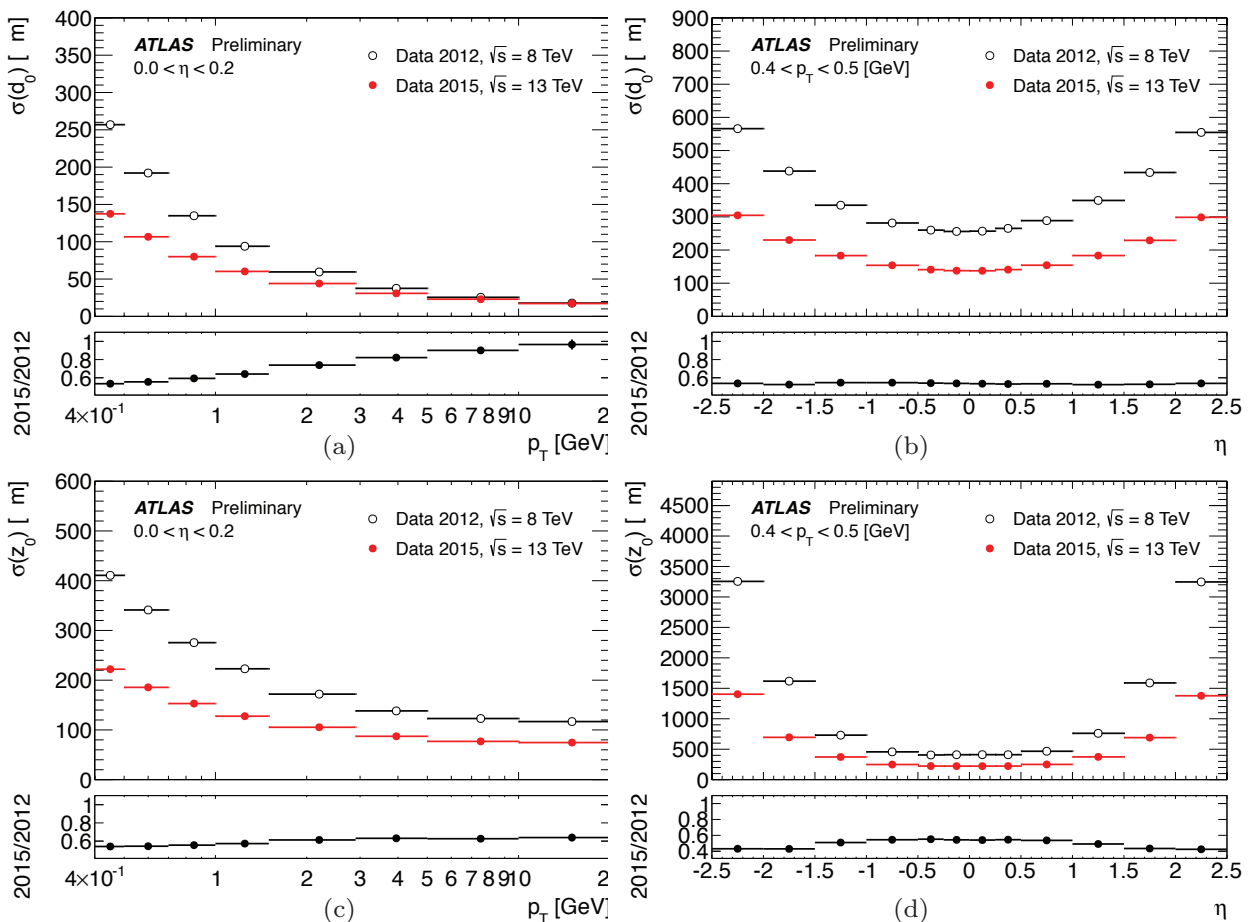 ATLAS Preliminary
0.0 < η < 0.2
Data 2012, √s = 8 TeV
Data 2015, √s = 13 TeV
σ(d0) [ m]
400
350
300
250
200
150
100
50
0
2015/2012
1
0.8
0.6
4×10⁻¹ 1 2 3 4 5 6 7 8 9 10 2
pT [GeV]
(a)
ATLAS Preliminary
0.4 < pT < 0.5 [GeV]
Data 2012, √s = 8 TeV
Data 2015, √s = 13 TeV
σ(d0) [ m]
900
800
700
600
500
400
300
200
100
0
2015/2012
1
0.8
0.6
-2.5 -2 -1.5 -1 -0.5 0 0.5 1 1.5 2 2.5
η
(b)
ATLAS Preliminary
0.0 < η < 0.2
Data 2012, √s = 8 TeV
Data 2015, √s = 13 TeV
σ(z0) [ m]
600
500
400
300
200
100
0
2015/2012
1
0.8
0.6
4×10⁻¹ 1 2 3 4 5 6 7 8 9 10 2
pT [GeV]
(c)
ATLAS Preliminary
0.4 < pT < 0.5 [GeV]
Data 2012, √s = 8 TeV
Data 2015, √s = 13 TeV
σ(z0) [ m]
4500
4000
3500
3000
2500
2000
1500
1000
500
0
2015/2012
1
0.8
0.6
0.4
-2.5 -2 -1.5 -1 -0.5 0 0.5 1 1.5 2 2.5
η
(d)